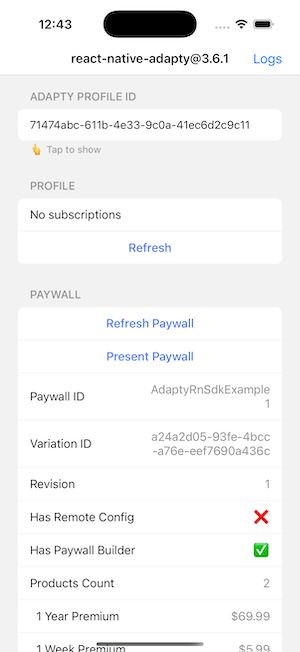 12:43
react-native-adapty@3.6.1
Logs
ADAPTY PROFILE ID
71474abc-611b-4e33-9c0a-41ec6d2c9c11
👆 Tap to show
PROFILE
No subscriptions
Refresh
PAYWALL
Refresh Paywall
Present Paywall
Paywall ID
AdaptyRnSdkExample
1
Variation ID
a24a2d05-93fe-4bcc
-a76e-eef7690a436c
Revision
1
Has Remote Config
❌
Has Paywall Builder
✅
Products Count
2
1 Year Premium
$69.99
1 Week Premium
$5.99